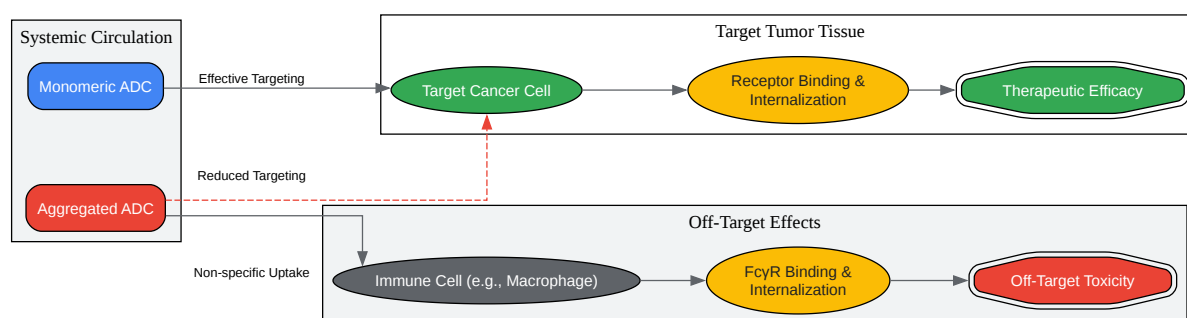 Systemic Circulation
Monomeric ADC
Aggregated ADC
Effective Targeting
Reduced Targeting
Non-specific Uptake
Target Tumor Tissue
Target Cancer Cell
Receptor Binding &
Internalization
Therapeutic Efficacy
Off-Target Effects
Immune Cell (e.g., Macrophage)
FcγR Binding &
Internalization
Off-Target Toxicity